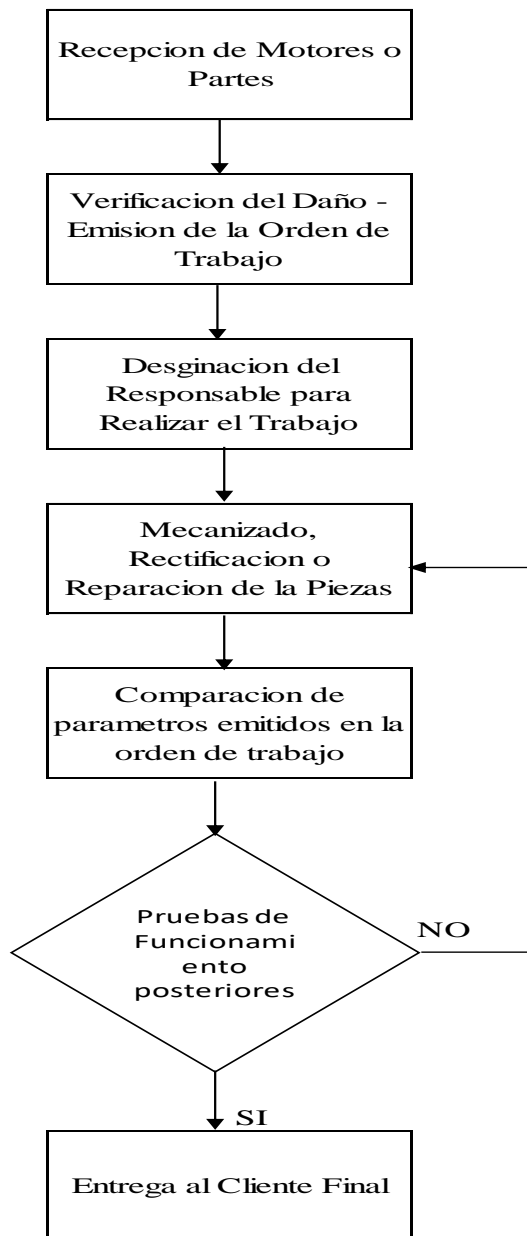 Recepcion de Motores o
Partes
Verificacion del Daño -
Emision de la Orden de
Trabajo
Desginacion del
Responsable para
Realizar el Trabajo
Mecanizado,
Rectificacion o
Reparacion de la Piezas
Comparacion de
parametros emitidos en la
orden de trabajo
Pruebas de
Funcionami
ento
posteriores
NO
SI
Entrega al Cliente Final